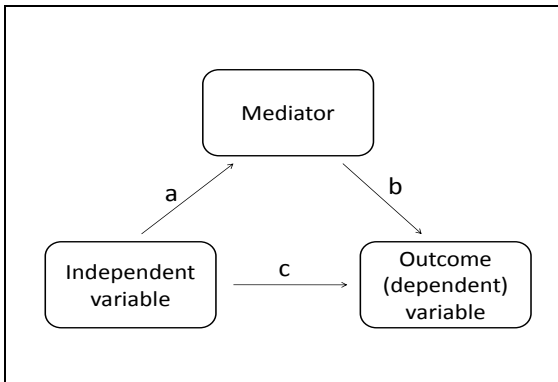 Mediator
a
b
Independent
variable
c
Outcome
(dependent)
variable